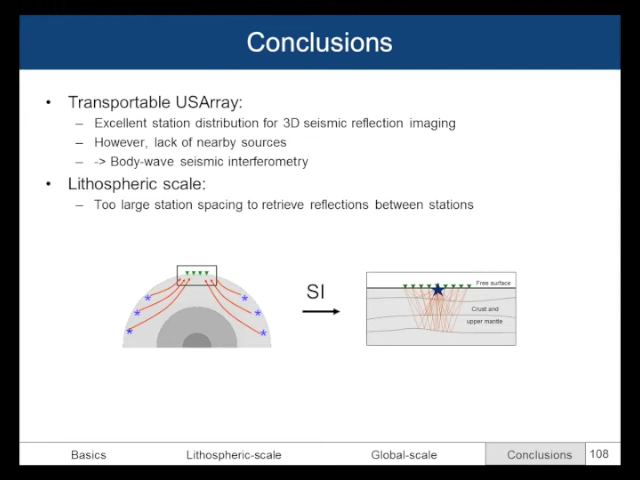 Conclusions
• Transportable USArray:
– Excellent station distribution for 3D seismic reflection imaging
– However, lack of nearby sources
– -> Body-wave seismic interferometry
• Lithospheric scale:
– Too large station spacing to retrieve reflections between stations
SI
Free surface
Crust and
upper mantle
Basics Lithospheric-scale Global-scale Conclusions 108